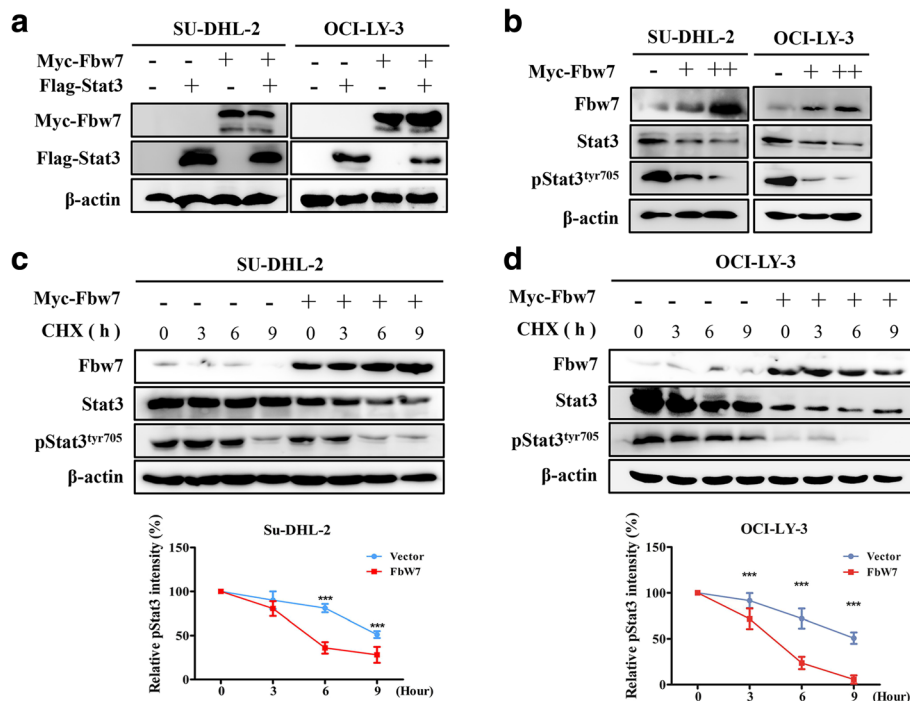 a
SU-DHL-2 OCI-LY-3
Myc-Fbw7 - - + + - - + +
Flag-Stat3 - + - + - + - +
Myc-Fbw7
Flag-Stat3
β-actin
b
SU-DHL-2 OCI-LY-3
Myc-Fbw7 - + ++ - + ++
Fbw7
Stat3
pStat3tyr705
β-actin
c
SU-DHL-2
Myc-Fbw7 - - - - + + + +
CHX ( h ) 0 3 6 9 0 3 6 9
Fbw7
Stat3
pStat3tyr705
β-actin
Su-DHL-2
Relative pStat3 intensity (%)
150
100
50
0
Vector
FbW7
***
***
0 3 6 9 (Hour)
d
OCI-LY-3
Myc-Fbw7 - - - - + + + +
CHX ( h ) 0 3 6 9 0 3 6 9
Fbw7
Stat3
pStat3tyr705
β-actin
OCI-LY-3
Relative pStat3 intensity (%)
150
100
50
0
Vector
FbW7
***
***
***
0 3 6 9 (Hour)